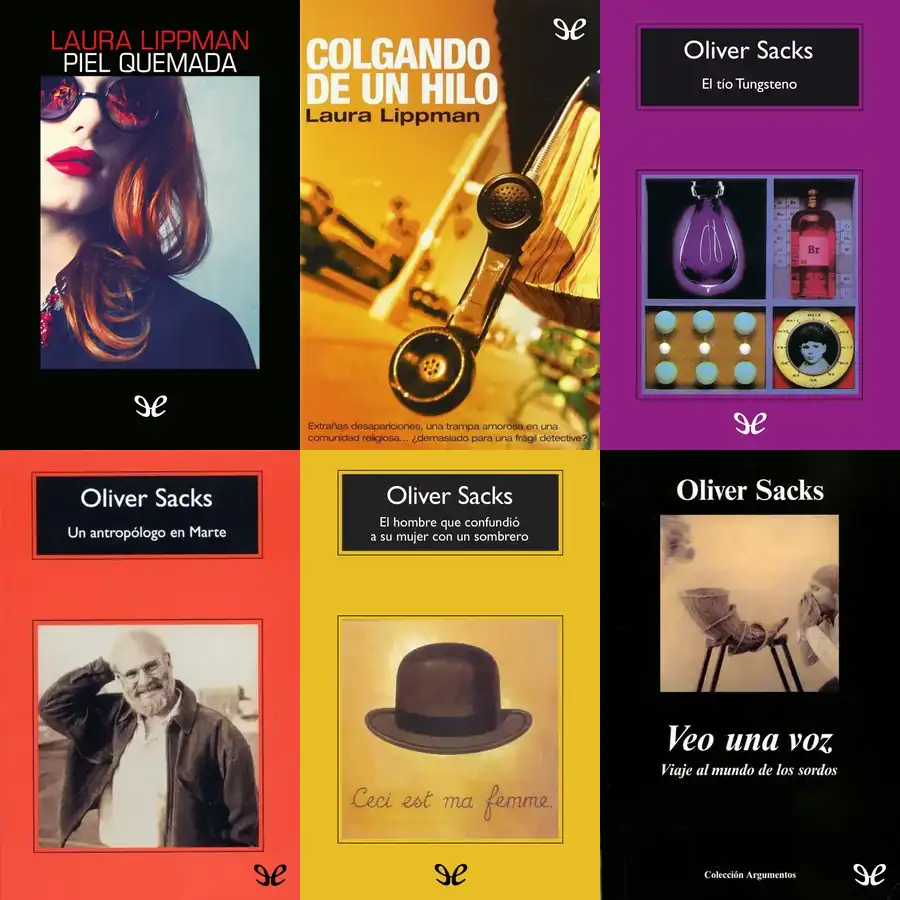 LAURA LIPPMAN
PIEL QUEMADA
COLGANDO
DE UN HILO
Laura Lippman
Extrañas desapariciones, una trampa amorosa en una
comunidad religiosa... ¿demasiado para una frágil detective?
Oliver Sacks
El tío Tungsteno
Br
Oliver Sacks
Un antropólogo en Marte
Oliver Sacks
El hombre que confundió
a su mujer con un sombrero
Ceci est ma femme.
Oliver Sacks
Veo una voz
Viaje al mundo de los sordos
Colección Argumentos